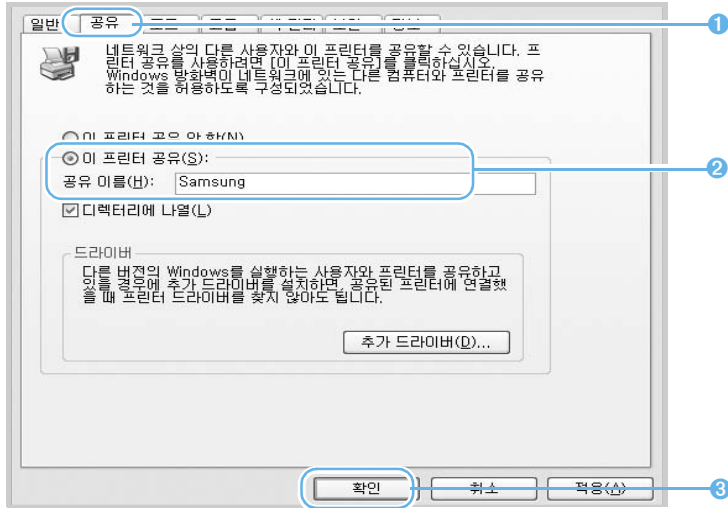 일반 공유
①
네트워크 상의 다른 사용자와 이 프린터를 공유할 수 있습니다. 프
린터 공유를 사용하려면 [이 프린터 공유]를 클릭하십시오.
Windows 방화벽이 네트워크에 있는 다른 컴퓨터와 프린터를 공유
하는 것을 허용하도록 구성되었습니다.
이 프린터 공유 안 함(N)
이 프린터 공유(S):
②
공유 이름(H): Samsung
디렉터리에 나열(L)
드라이버
다른 버전의 Windows를 실행하는 사용자와 프린터를 공유하고
있을 경우에 추가 드라이버를 설치하면, 공유된 프린터에 연결했
을 때 프린터 드라이버를 찾지 않아도 됩니다.
추가 드라이버(D)...
확인 취소 적용(A)
③